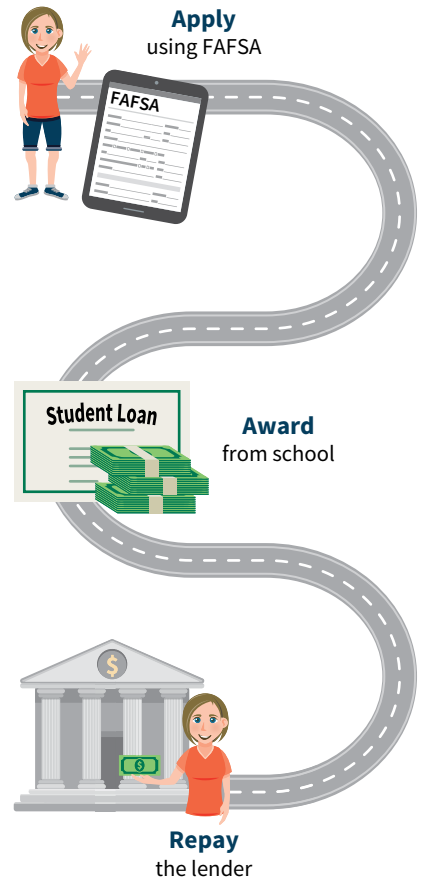 Apply
using FAFSA
FAFSA
Student Loan
Award
from school
$
$
Repay
the lender